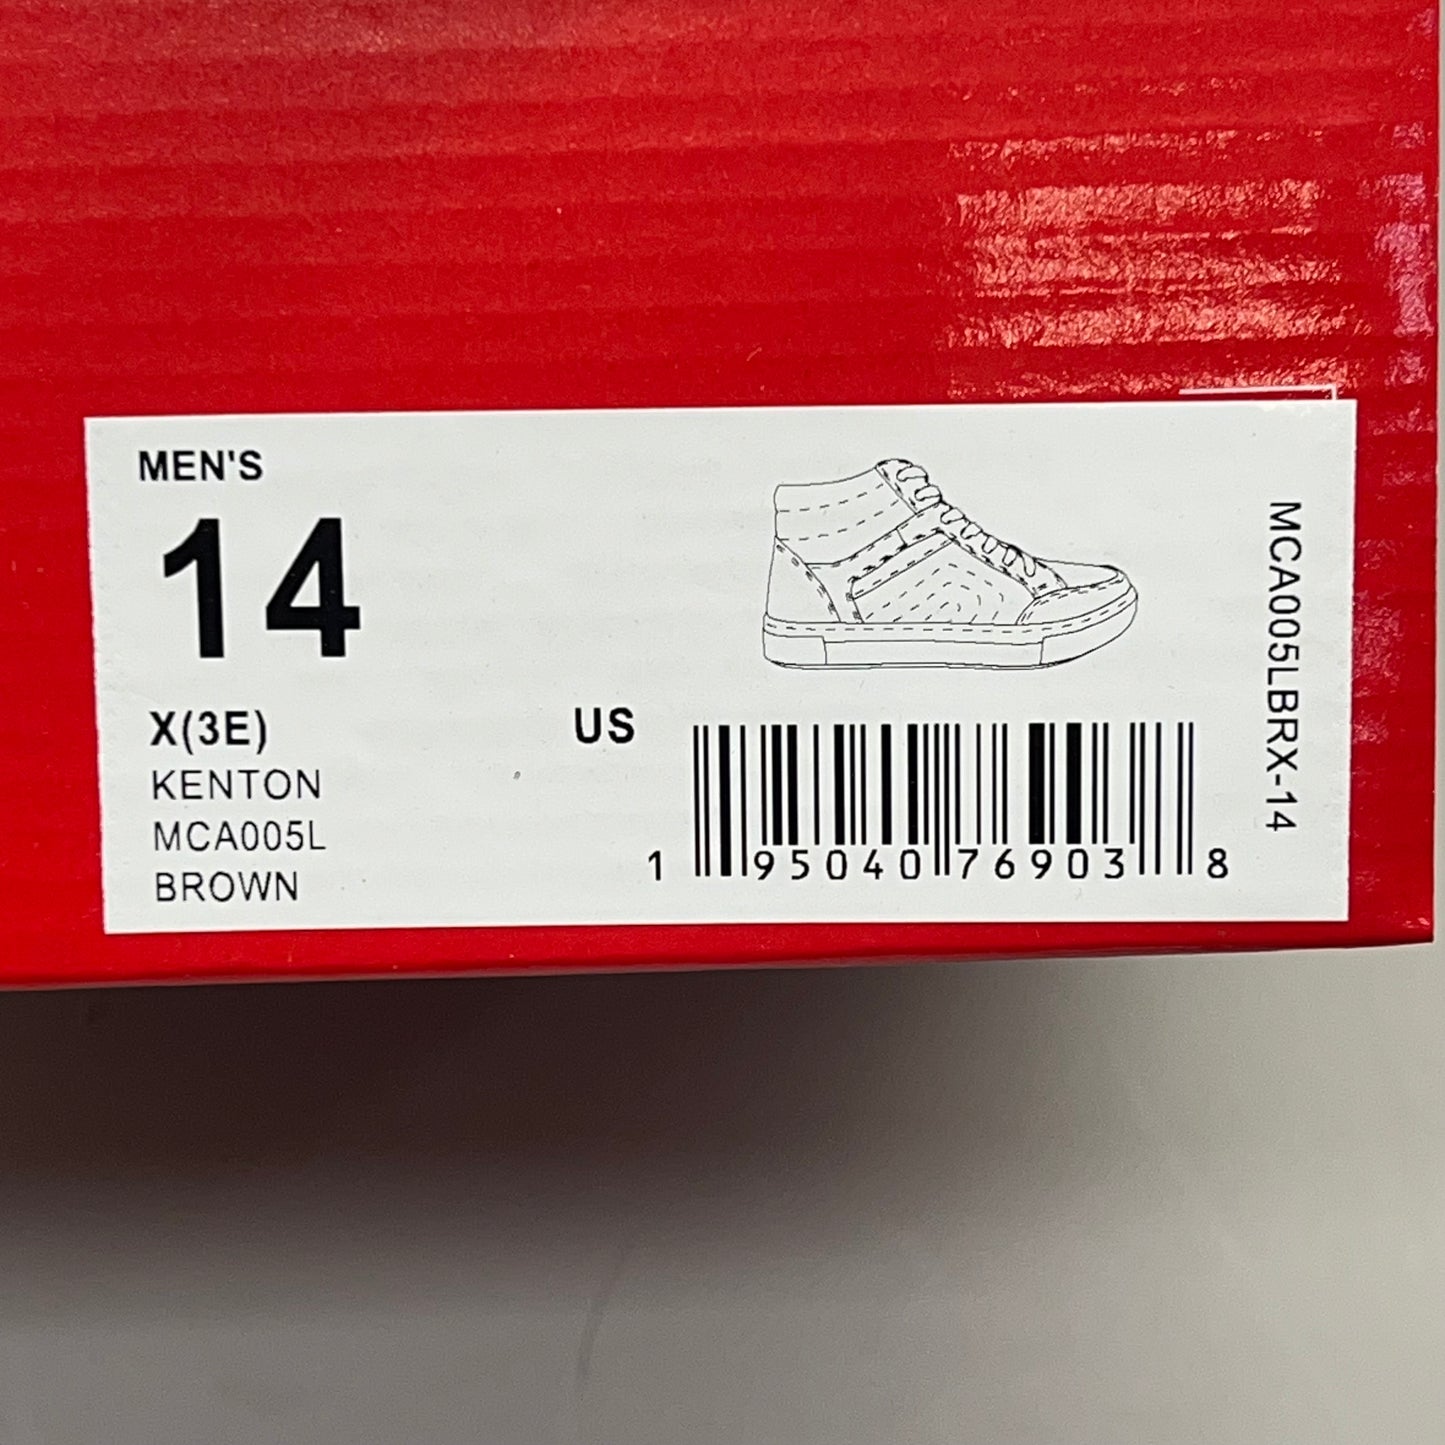 MEN'S
14
X(3E)
US
KENTON
MCA005L
BROWN
1 95040 76903 8
MCA005LBRX-14